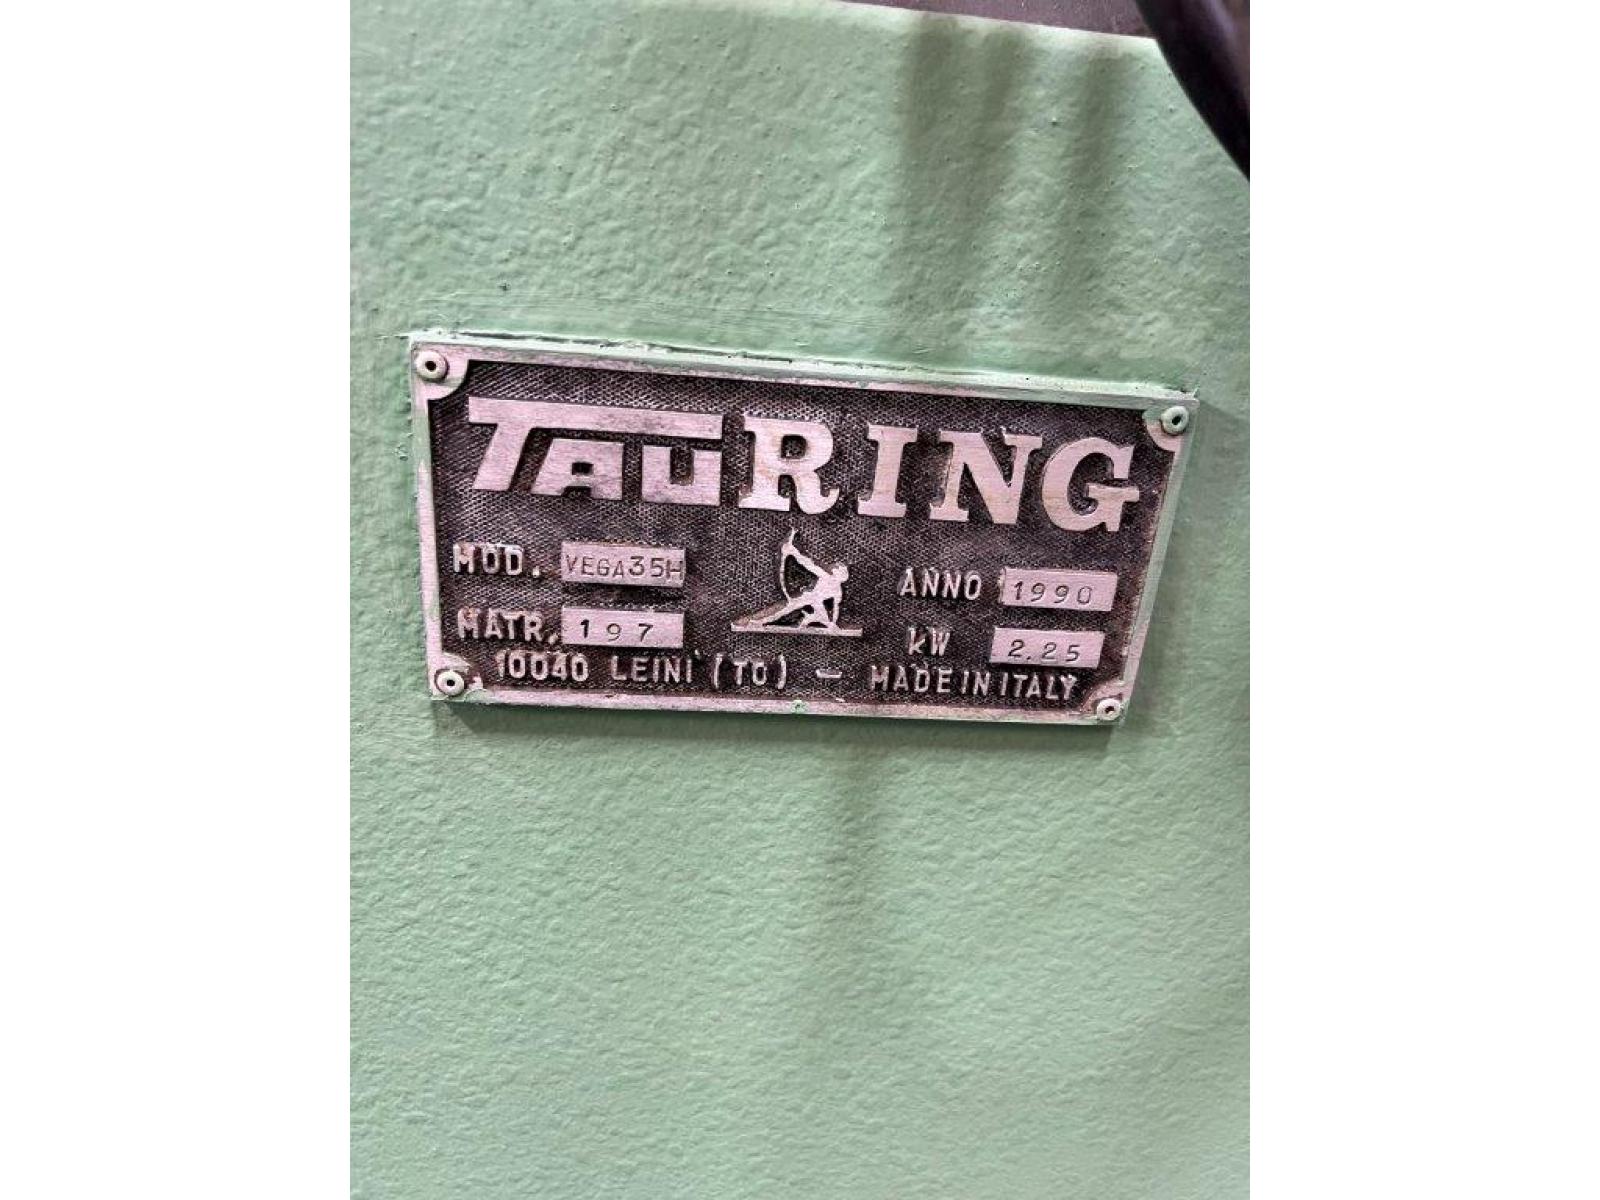 TAURING
MOD. VEGA35H ANNO 1990
MATR. 197 KW 2.25
10040 LEINI' (TO) - MADE IN ITALY